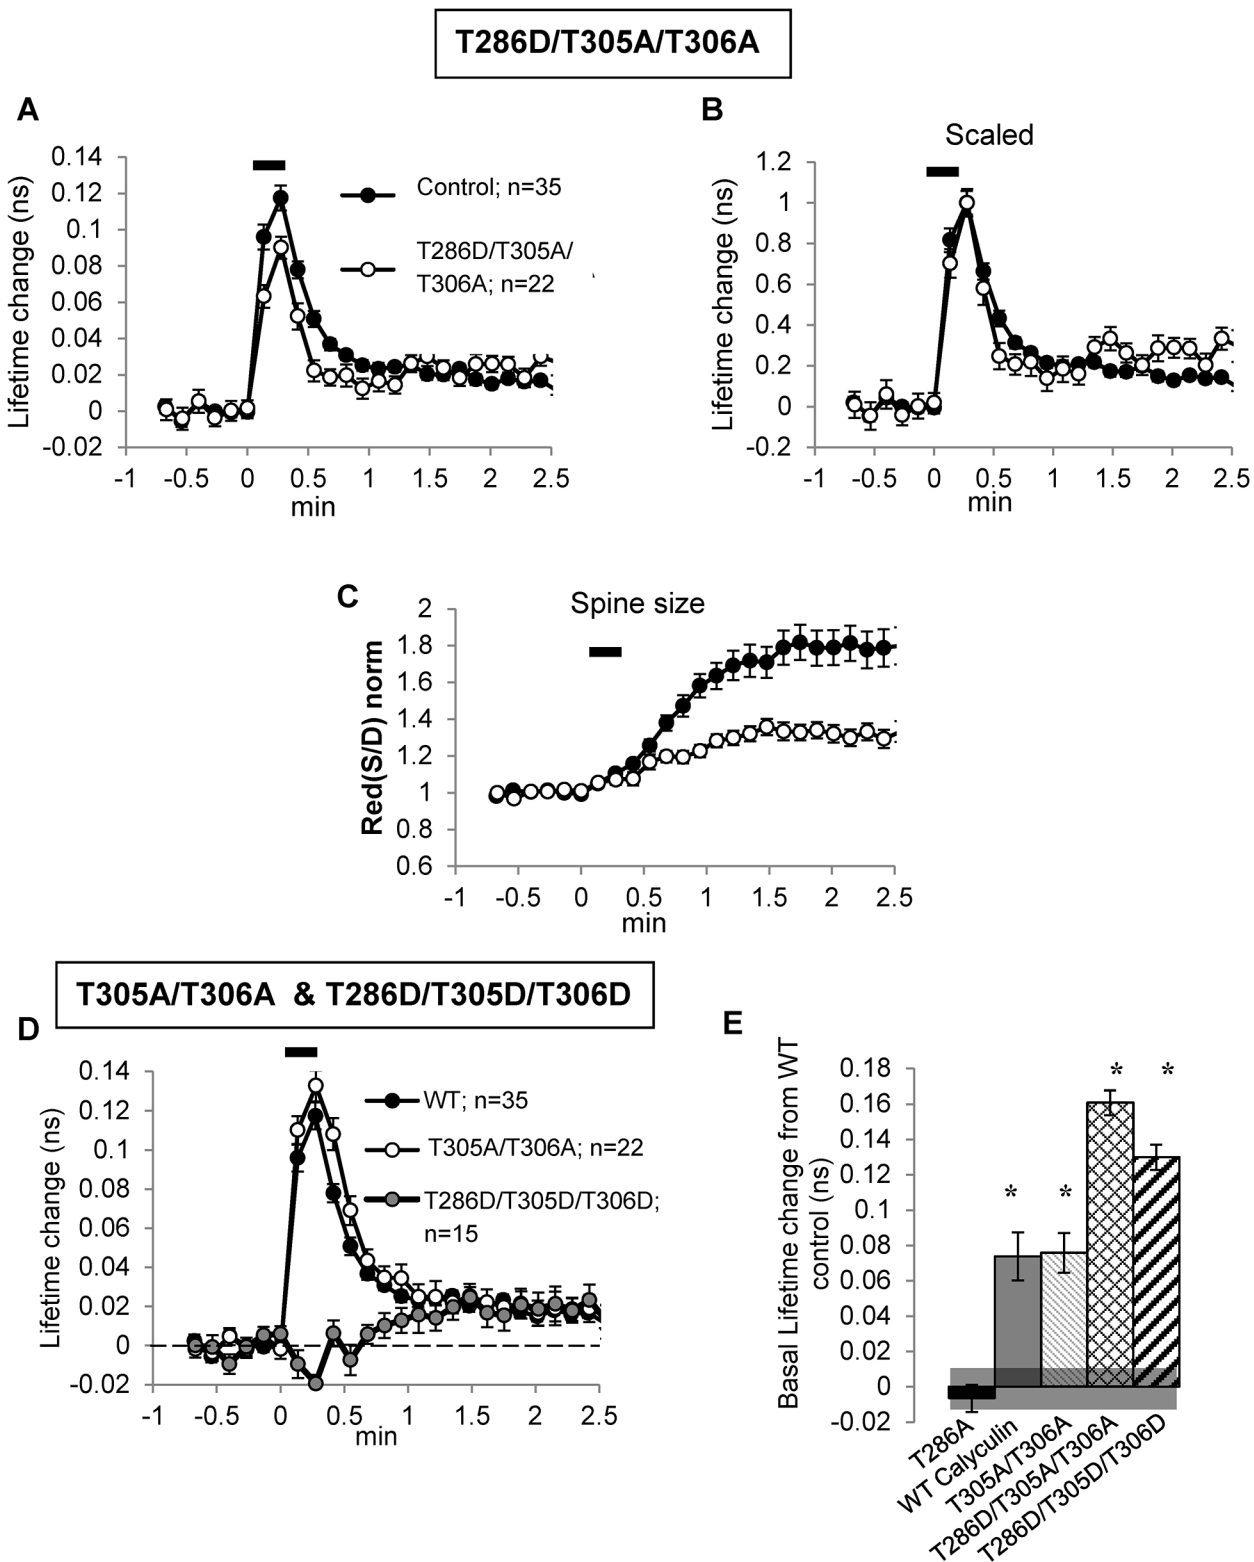 T286D/T305A/T306A
A
Lifetime change (ns)
0.14
0.12
0.1
0.08
0.06
0.04
0.02
0
-0.02
-1
-0.5
0
0.5
1
1.5
2
2.5
min
Control; n=35
T286D/T305A/
T306A; n=22
B
Scaled
Lifetime change (ns)
1.2
1
0.8
0.6
0.4
0.2
0
-0.2
-1
-0.5
0
0.5
1
1.5
2
2.5
min
C
Spine size
Red(S/D) norm
2
1.8
1.6
1.4
1.2
1
0.8
0.6
-1
-0.5
0
0.5
1
1.5
2
2.5
min
T305A/T306A & T286D/T305D/T306D
D
Lifetime change (ns)
0.14
0.12
0.1
0.08
0.06
0.04
0.02
0
-0.02
-1
-0.5
0
0.5
1
1.5
2
2.5
min
WT; n=35
T305A/T306A; n=22
T286D/T305D/T306D;
n=15
E
Basal Lifetime change from WT
control (ns)
0.18
0.16
0.14
0.12
0.1
0.08
0.06
0.04
0.02
0
-0.02
* *
* *
T286A
WT Calyculin
T305A/T306A
T286D/T305A/T306A
T286D/T305D/T306D